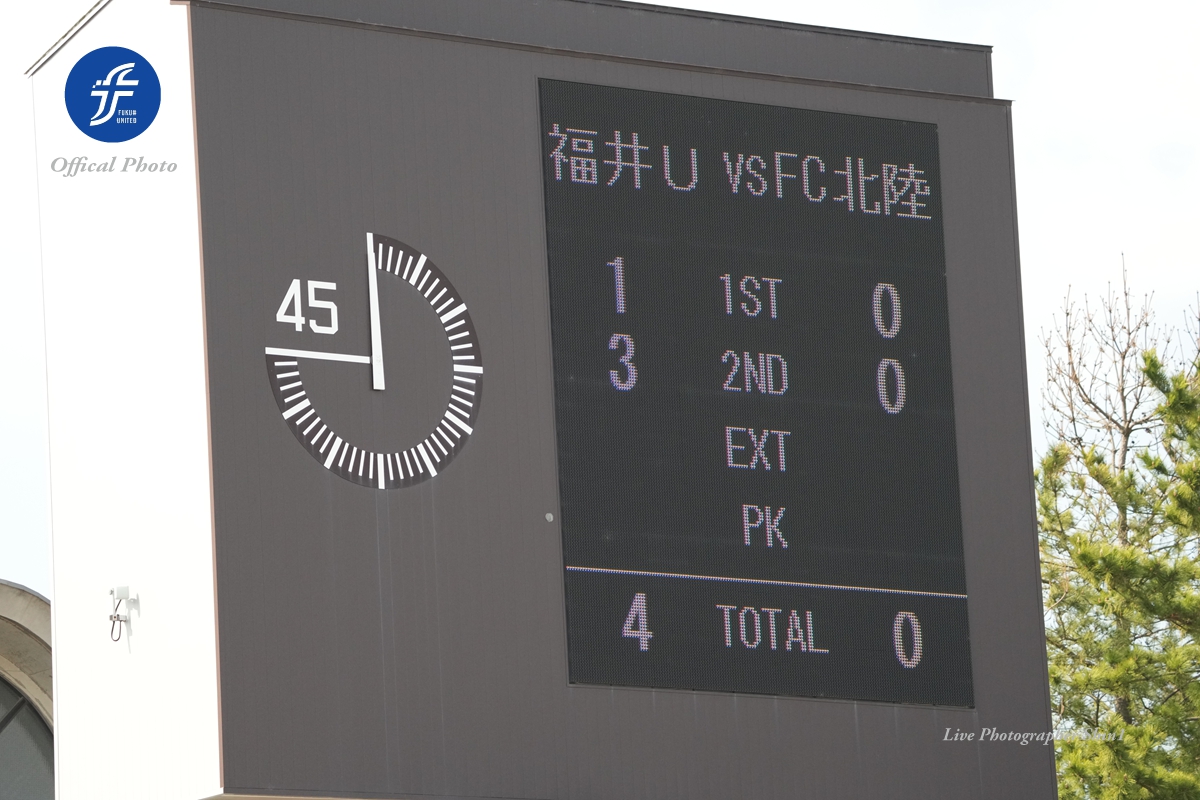 FUKUI
UNITED
Offical Photo
福井U VS FC北陸
1 1ST 0
3 2ND 0
EXT
PK
4 TOTAL 0
45
Live Photography